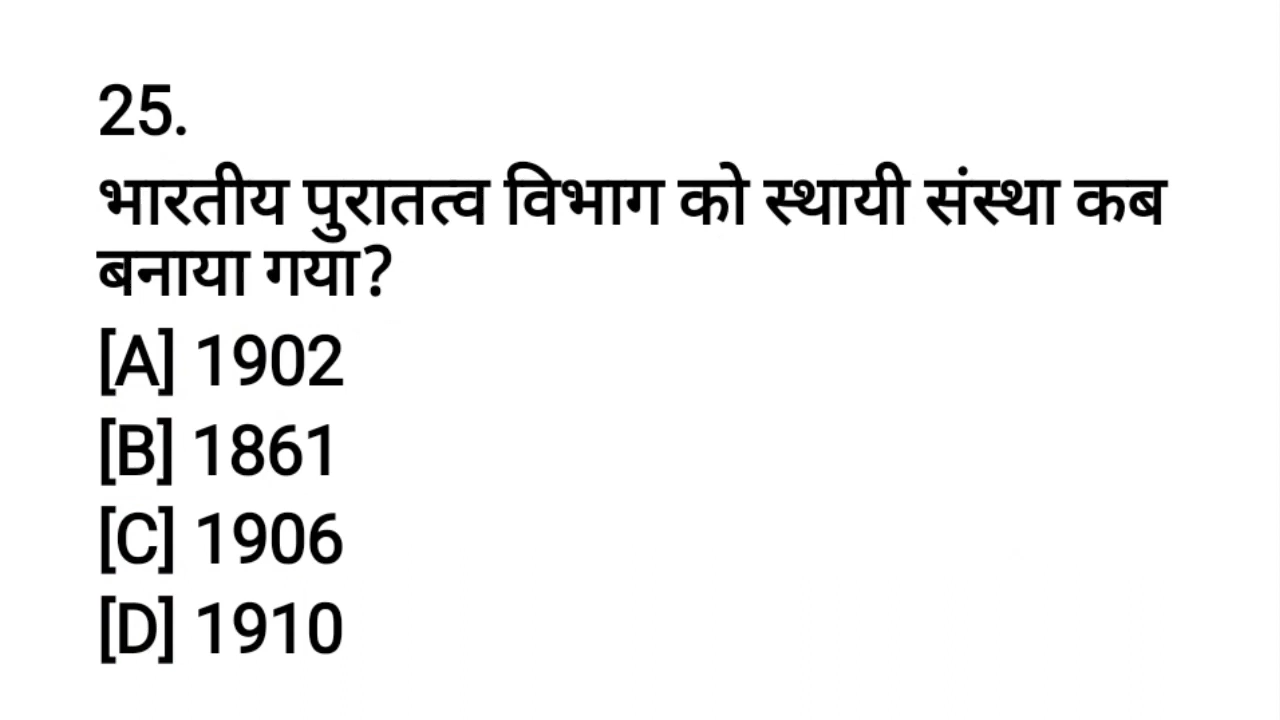 25.
भारतीय पुरातत्व विभाग को स्थायी संस्था कब
बनाया गया?
[A] 1902
[B] 1861
[C] 1906
[D] 1910